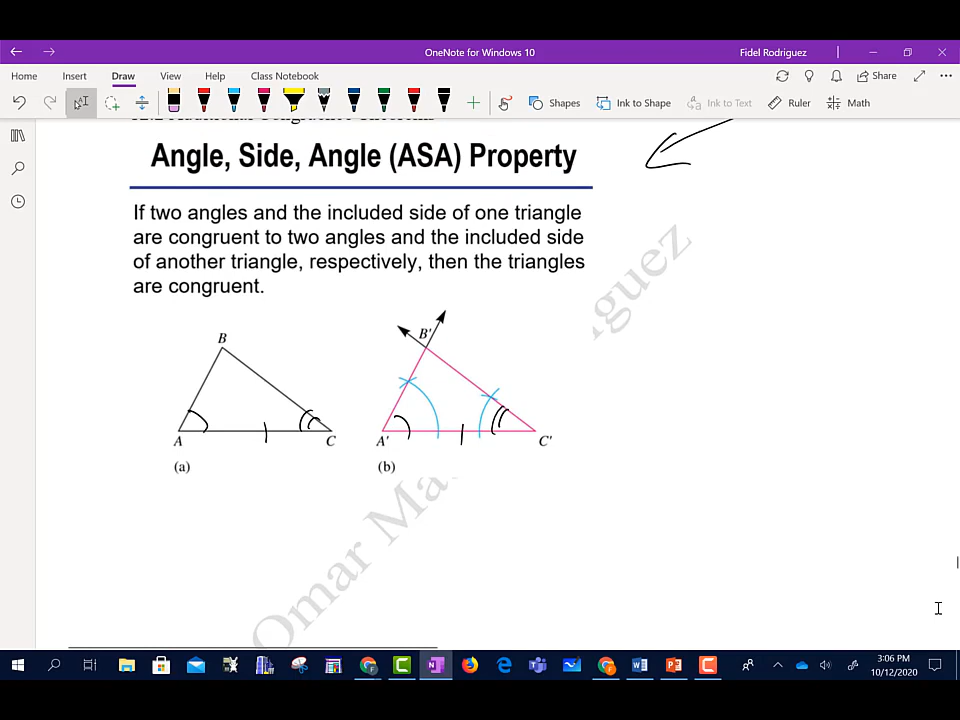 OneNote for Windows 10
Fidel Rodriguez
Home Insert Draw View Help Class Notebook
Share
Shapes Ink to Shape Ink to Text Ruler Math
Angle, Side, Angle (ASA) Property
If two angles and the included side of one triangle
are congruent to two angles and the included side
of another triangle, respectively, then the triangles
are congruent.
B B'
A C A' C'
(a) (b)
Omar Ma
guez
3:06 PM
10/12/2020